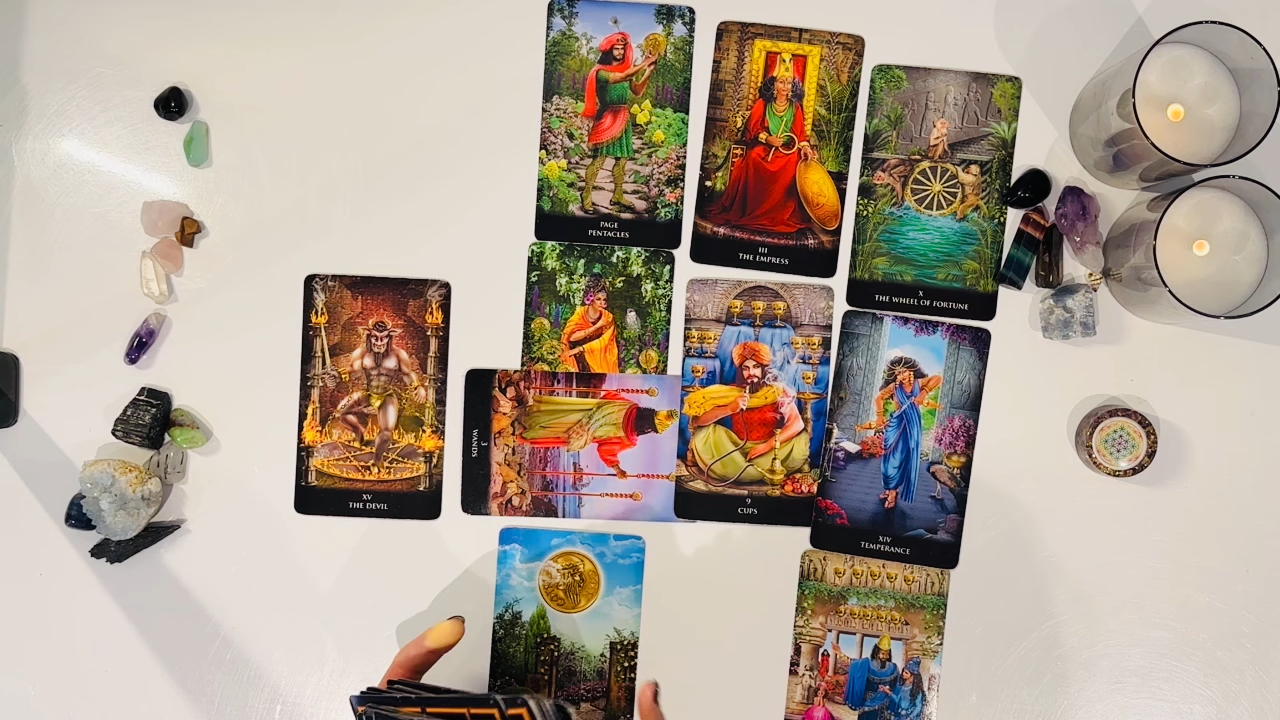 PAGE
PENTACLES
III
THE EMPRESS
X
THE WHEEL OF FORTUNE
XV
THE DEVIL
3
WANDS
9
CUPS
XIV
TEMPERANCE